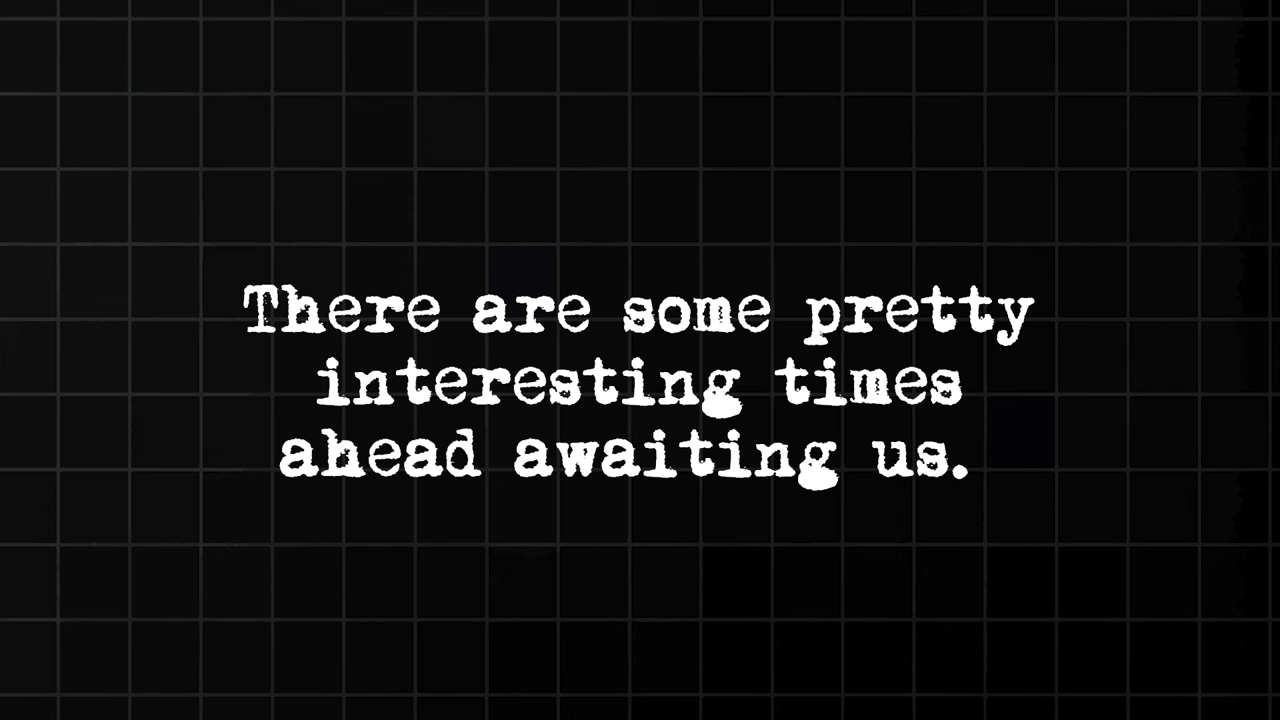 There are some pretty
interesting times
ahead awaiting us.